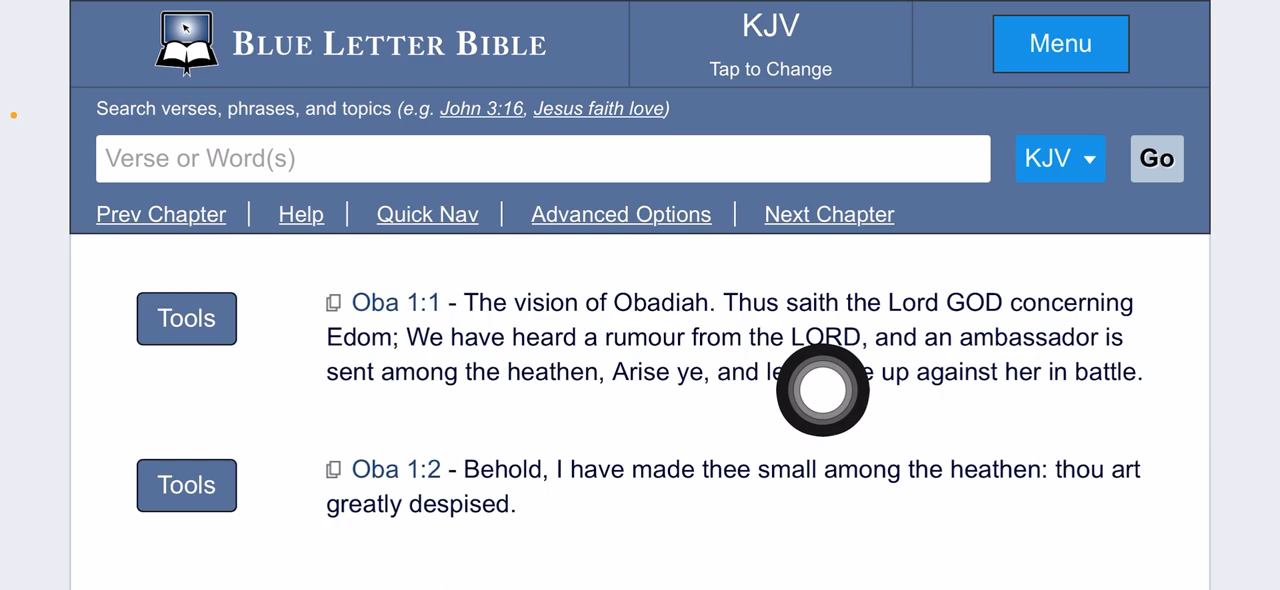 BLUE LETTER BIBLE
KJV
Tap to Change
Menu
Search verses, phrases, and topics (e.g. John 3:16, Jesus faith love)
Verse or Word(s)
KJV
Go
Prev Chapter
Help
Quick Nav
Advanced Options
Next Chapter
Tools
Oba 1:1 - The vision of Obadiah. Thus saith the Lord GOD concerning
Edom; We have heard a rumour from the LORD, and an ambassador is
sent among the heathen, Arise ye, and up against her in battle.
Tools
Oba 1:2 - Behold, I have made thee small among the heathen: thou art
greatly despised.